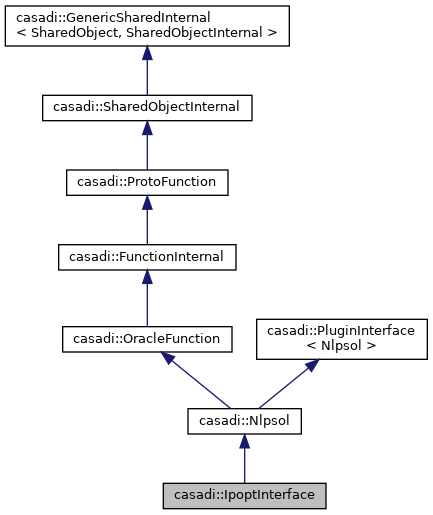 casadi::GenericSharedInternal
< SharedObject, SharedObjectInternal >
casadi::SharedObjectInternal
casadi::ProtoFunction
casadi::FunctionInternal
casadi::OracleFunction
casadi::PluginInterface
< Nlpsol >
casadi::Nlpsol
casadi::IpoptInterface